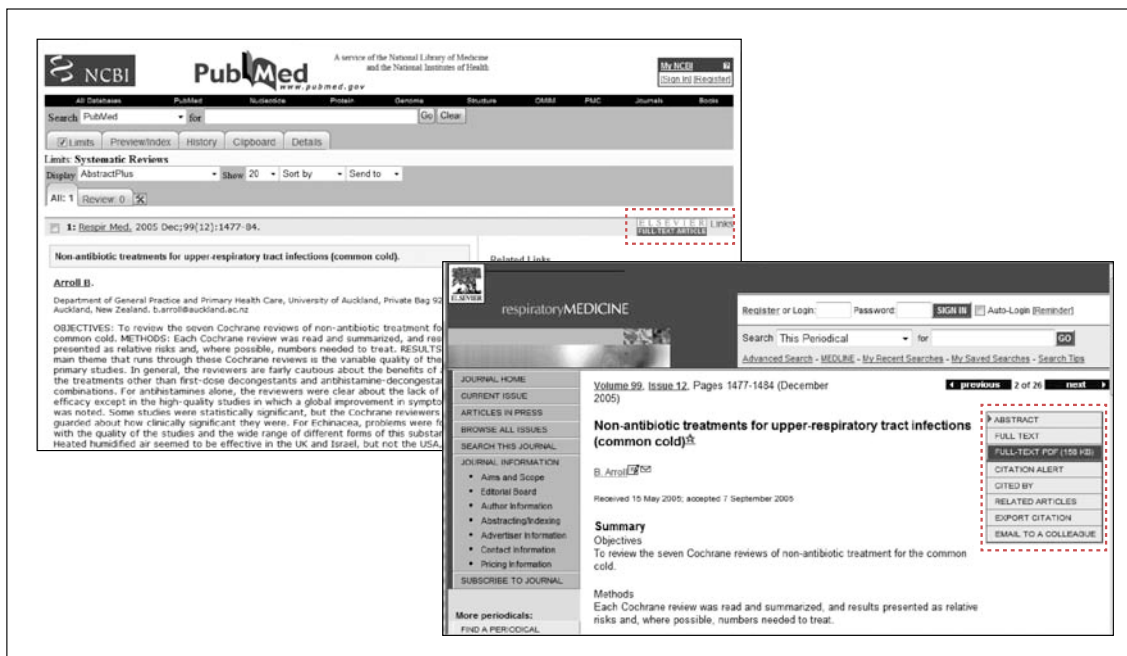 NCBI
PubMed
www.pubmed.gov
A service of the National Library of Medicine
and the National Institutes of Health
My NCBI
[Sign In] [Register]
All Databases PubMed Nucleotide Protein Genome Structure OMIM PMC Journals Books
Search PubMed for Go Clear
Limits Preview/Index History Clipboard Details
Limits: Systematic Reviews
Display AbstractPlus Show 20 Sort by Send to
All: 1 Review: 0
1: Respir Med. 2005 Dec;99(12):1477-84.
ELSEVIER
FULL-TEXT ARTICLE
Links
Non-antibiotic treatments for upper-respiratory tract infections (common cold).
Related Links
Arroll B.
Department of General Practice and Primary Health Care, University of Auckland, Private Bag 92
Auckland, New Zealand. b.arroll@auckland.ac.nz
OBJECTIVES: To review the seven Cochrane reviews of non-antibiotic treatment fo
common cold. METHODS: Each Cochrane review was read and summarized, and res
presented as relative risks and, where possible, numbers needed to treat. RESULTS
main theme that runs through these Cochrane reviews is the variable quality of the
primary studies. In general, the reviewers are fairly cautious about the benefits of a
the treatments other than first-dose decongestants and antihistamine-decongesta
combinations. For antihistamines alone, the reviewers were clear about the lack of
efficacy except in the high-quality studies in which a global improvement in sympto
was noted. Some studies were statistically significant, but the Cochrane reviewers
guarded about how clinically significant they were. For Echinacea, problems were fo
with the quality of the studies and the wide range of different forms of this substar
Heated humidified air seemed to be effective in the UK and Israel, but not the USA.
ELSEVIER
respiratoryMEDICINE
Register or Login: Password: SIGN IN Auto-Login [Reminder]
Search This Periodical for GO
Advanced Search - MEDLINE - My Recent Searches - My Saved Searches - Search Tips
JOURNAL HOME
CURRENT ISSUE
ARTICLES IN PRESS
BROWSE ALL ISSUES
SEARCH THIS JOURNAL
JOURNAL INFORMATION
• Aims and Scope
• Editorial Board
• Author Information
• Abstracting/Indexing
• Advertiser Information
• Contact Information
• Pricing Information
SUBSCRIBE TO JOURNAL
More periodicals:
FIND A PERIODICAL
Volume 99, Issue 12, Pages 1477-1484 (December
2005)
previous 2 of 26 next
Non-antibiotic treatments for upper-respiratory tract infections
(common cold)
B. Arroll
Received 15 May 2005; accepted 7 September 2005
Summary
Objectives
To review the seven Cochrane reviews of non-antibiotic treatment for the common
cold.
Methods
Each Cochrane review was read and summarized, and results presented as relative
risks and, where possible, numbers needed to treat.
ABSTRACT
FULL TEXT
FULL-TEXT PDF (158 KB)
CITATION ALERT
CITED BY
RELATED ARTICLES
EXPORT CITATION
EMAIL TO A COLLEAGUE